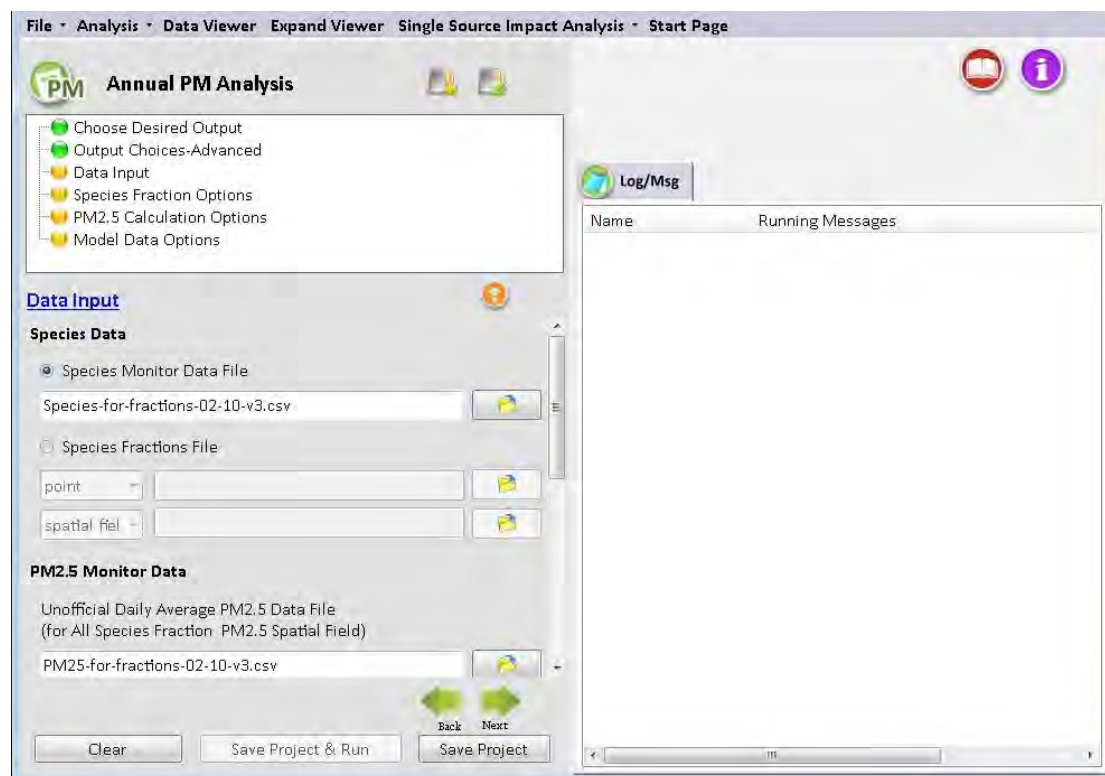 File Analysis Data Viewer Expand Viewer Single Source Impact Analysis Start Page
PM Annual PM Analysis
Choose Desired Output
Output Choices-Advanced
Data Input
Species Fraction Options
PM2.5 Calculation Options
Model Data Options
Data Input
Species Data
Species Monitor Data File
Species-for-fractions-02-10-v3.csv
Species Fractions File
point
spatial fiel
PM2.5 Monitor Data
Unofficial Daily Average PM2.5 Data File
(for All Species Fraction PM2.5 Spatial Field)
PM25-for-fractions-02-10-v3.csv
Back Next
Clear Save Project & Run Save Project
i
Log/Msg
Name Running Messages